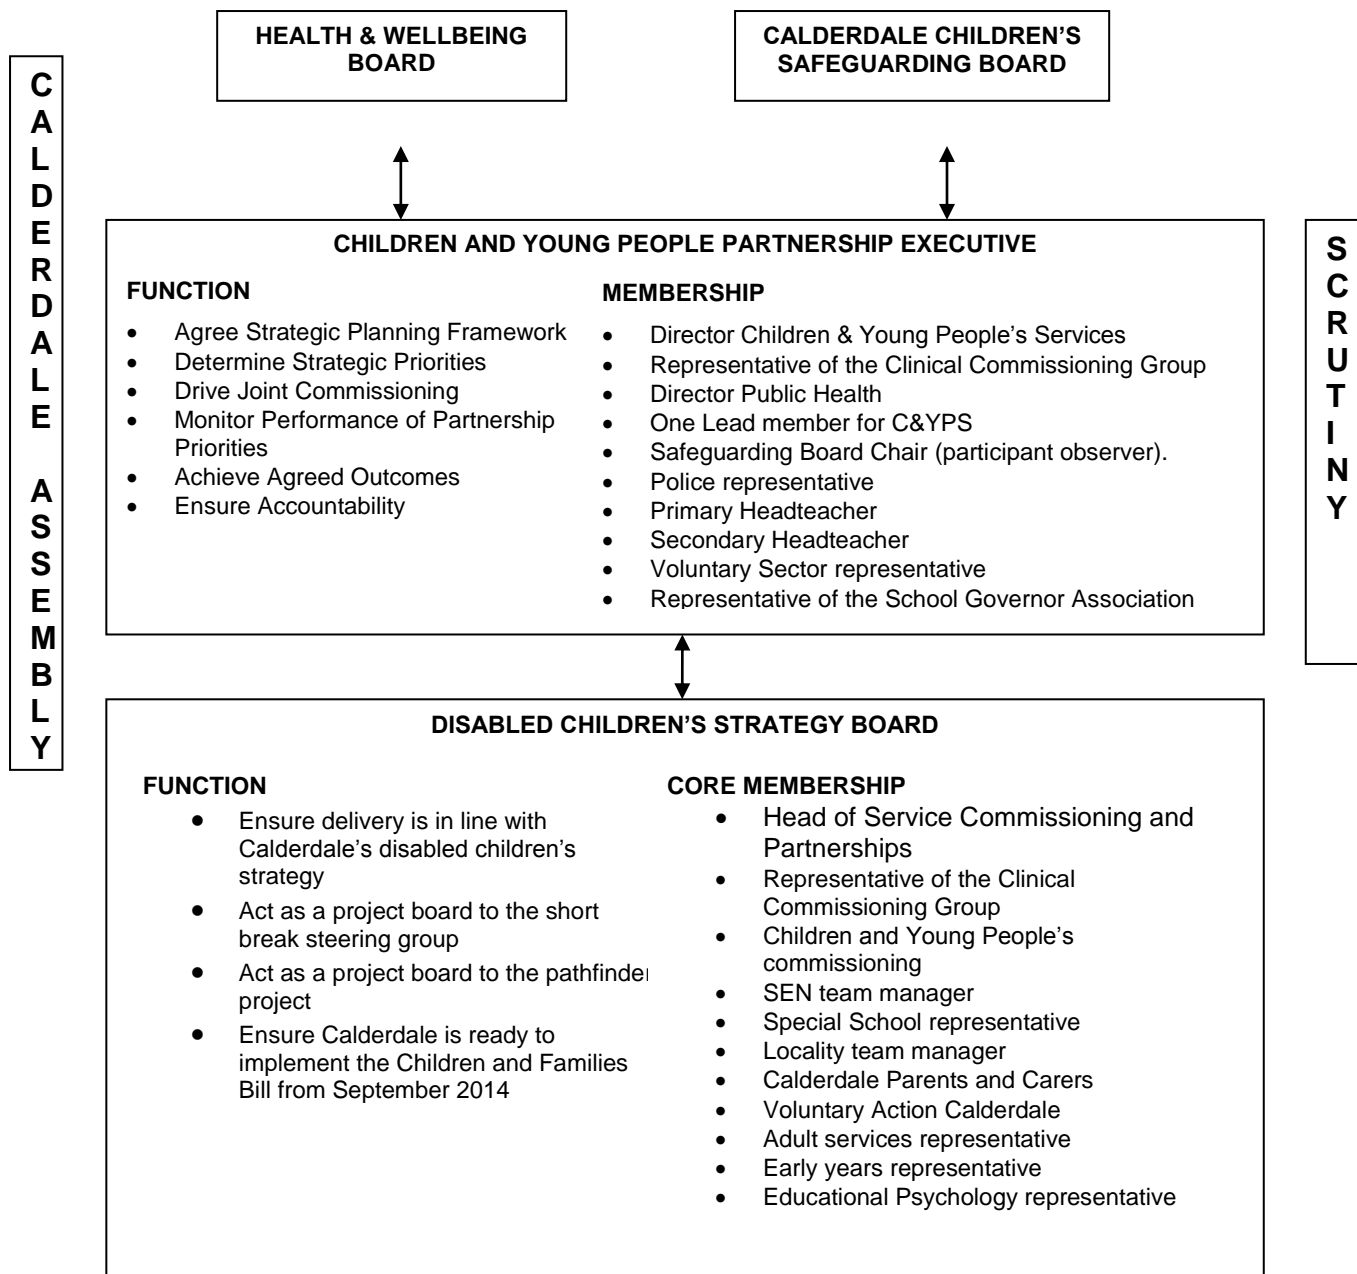 HEALTH & WELLBEING
BOARD
CALDERDALE CHILDREN'S
SAFEGUARDING BOARD
CALDERDALE ASSEMBLY
CHILDREN AND YOUNG PEOPLE PARTNERSHIP EXECUTIVE
FUNCTION
• Agree Strategic Planning Framework
• Determine Strategic Priorities
• Drive Joint Commissioning
• Monitor Performance of Partnership
Priorities
• Achieve Agreed Outcomes
• Ensure Accountability
MEMBERSHIP
• Director Children & Young People’s Services
• Representative of the Clinical Commissioning Group
• Director Public Health
• One Lead member for C&YPS
• Safeguarding Board Chair (participant observer).
• Police representative
• Primary Headteacher
• Secondary Headteacher
• Voluntary Sector representative
• Representative of the School Governor Association
SCRUTINY
DISABLED CHILDREN’S STRATEGY BOARD
FUNCTION
• Ensure delivery is in line with
Calderdale’s disabled children’s
strategy
• Act as a project board to the short
break steering group
• Act as a project board to the pathfinder
project
• Ensure Calderdale is ready to
implement the Children and Families
Bill from September 2014
CORE MEMBERSHIP
• Head of Service Commissioning and
Partnerships
• Representative of the Clinical
Commissioning Group
• Children and Young People’s
commissioning
• SEN team manager
• Special School representative
• Locality team manager
• Calderdale Parents and Carers
• Voluntary Action Calderdale
• Adult services representative
• Early years representative
• Educational Psychology representative